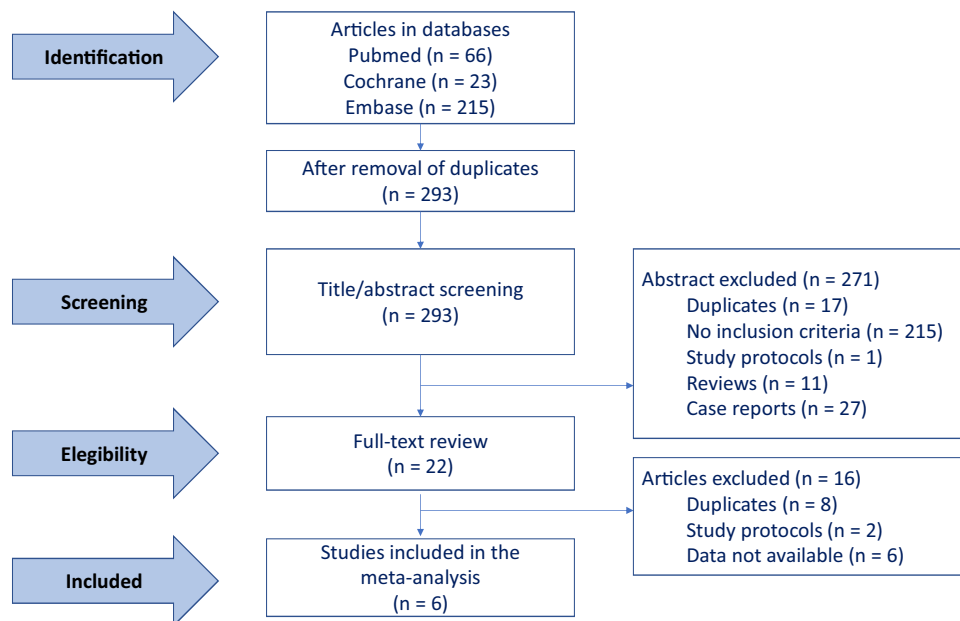 Identification
Articles in databases
Pubmed (n = 66)
Cochrane (n = 23)
Embase (n = 215)
After removal of duplicates
(n = 293)
Screening
Title/abstract screening
(n = 293)
Abstract excluded (n = 271)
Duplicates (n = 17)
No inclusion criteria (n = 215)
Study protocols (n = 1)
Reviews (n = 11)
Case reports (n = 27)
Elegibility
Full-text review
(n = 22)
Articles excluded (n = 16)
Duplicates (n = 8)
Study protocols (n = 2)
Data not available (n = 6)
Included
Studies included in the
meta-analysis
(n = 6)